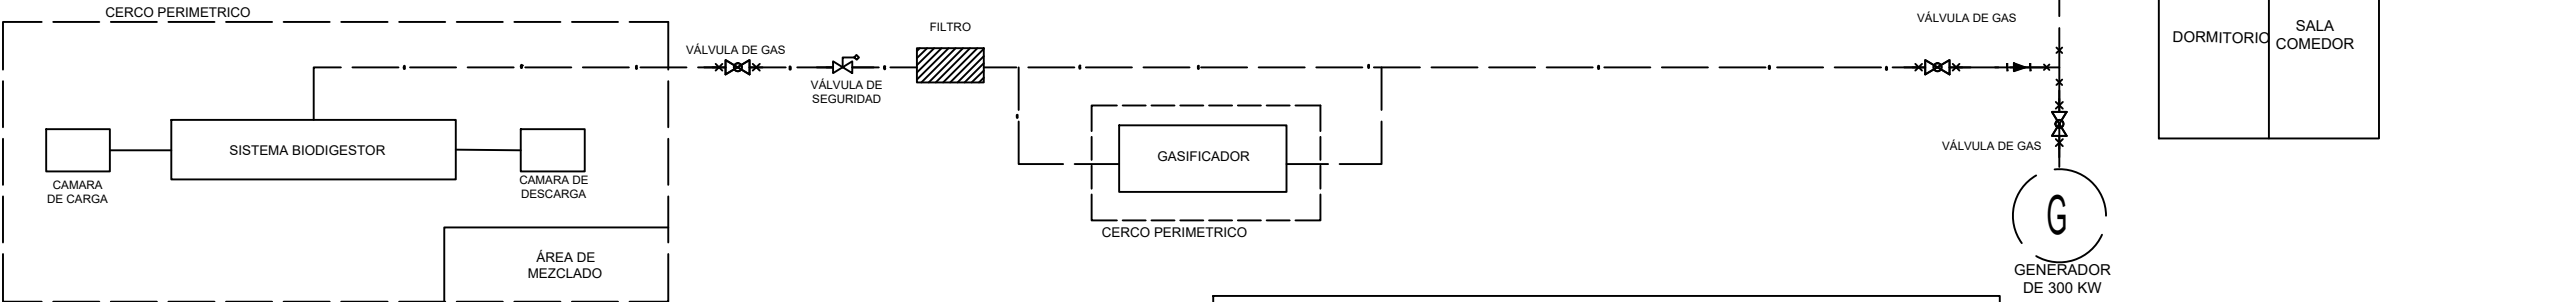 CERCO PERIMETRICO
VÁLVULA DE GAS
FILTRO
VÁLVULA DE GAS
DORMITORIO
SALA
COMEDOR
VÁLVULA DE
SEGURIDAD
SISTEMA BIODIGESTOR
CAMARA
DE CARGA
CAMARA DE
DESCARGA
GASIFICADOR
VÁLVULA DE GAS
CERCO PERIMETRICO
G
ÁREA DE
MEZCLADO
GENERADOR
DE 300 KW